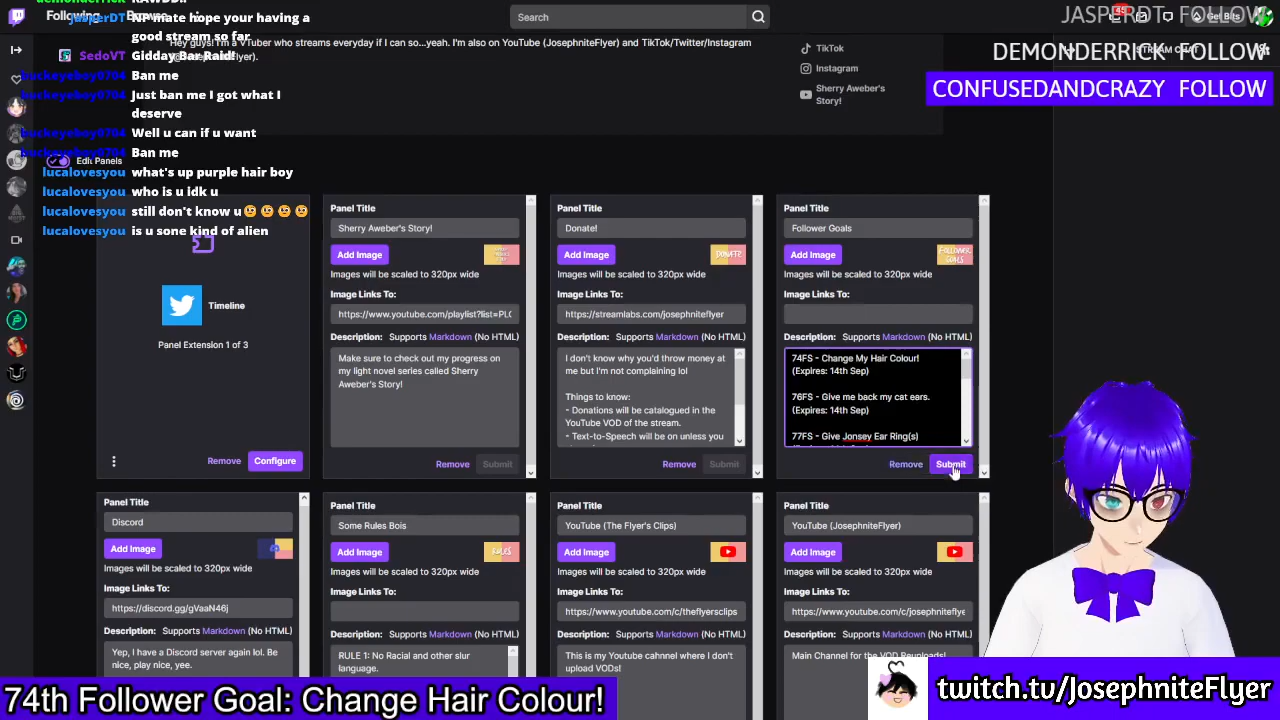 Following
Browse
Search
45
Get Bits
JASPERDT FOLLOW
DEMONDERRICK FOLLOW
CONFUSEDANDCRAZY FOLLOW
STREAM CHAT
demonderrick RAWDD!!
JasperDT NP mate hope your having a
good stream so far
SedoVT Gidday Bar Raid!
buckeyeboy0704 Ban me
buckeyeboy0704 Just ban me I got what I
deserve
buckeyeboy0704 Well u can if u want
buckeyeboy0704 Ban me
lucalovesyou what's up purple hair boy
lucalovesyou who is u idk u
lucalovesyou still don't know u🤨🤨🤨🤨
lucalovesyou is u sone kind of alien
Hey guys! I'm a VTuber who streams everyday if I can so...yeah. I'm also on YouTube (JosephniteFlyer) and TikTok/Twitter/Instagram
TikTok
Instagram
Sherry Aweber's
Story!
Edit Panels
Timeline
Panel Extension 1 of 3
Remove
Configure
Panel Title
Sherry Aweber's Story!
Add Image
Images will be scaled to 320px wide
Image Links To:
https://www.youtube.com/playlist?list=PLC
Description: Supports Markdown (No HTML)
Make sure to check out my progress on
my light novel series called Sherry
Aweber's Story!
Remove
Submit
Panel Title
Donate!
Add Image
DONATE
Images will be scaled to 320px wide
Image Links To:
https://streamlabs.com/josephniteflyer
Description: Supports Markdown (No HTML)
I don't know why you'd throw money at
me but I'm not complaining lol
Things to know:
- Donations will be catalogued in the
YouTube VOD of the stream.
- Text-to-Speech will be on unless you
Remove
Submit
Panel Title
Follower Goals
Add Image
FOLLOWER
GOALS
Images will be scaled to 320px wide
Image Links To:
Description: Supports Markdown (No HTML)
74FS - Change My Hair Colour!
(Expires: 14th Sep)
76FS - Give me back my cat ears.
(Expires: 14th Sep)
77FS - Give Jonsey Ear Ring(s)
Remove
Submit
Panel Title
Discord
Add Image
Images will be scaled to 320px wide
Image Links To:
https://discord.gg/gVaaN46j
Description: Supports Markdown (No HTML)
Yep, I have a Discord server again lol. Be
nice, play nice, yee.
Panel Title
Some Rules Bois
Add Image
RULES
Images will be scaled to 320px wide
Image Links To:
Description: Supports Markdown (No HTML)
RULE 1: No Racial and other slur
language.
Panel Title
YouTube (The Flyer's Clips)
Add Image
Images will be scaled to 320px wide
Image Links To:
https://www.youtube.com/c/theflyersclips
Description: Supports Markdown (No HTML)
This is my Youtube cahnnel where I don't
upload VODs!
Panel Title
YouTube (JosephniteFlyer)
Add Image
Images will be scaled to 320px wide
Image Links To:
https://www.youtube.com/c/josephniteflye
Description: Supports Markdown (No HTML)
Main Channel for the VOD Reuploads!
74th Follower Goal: Change Hair Colour!
twitch.tv/JosephniteFlyer